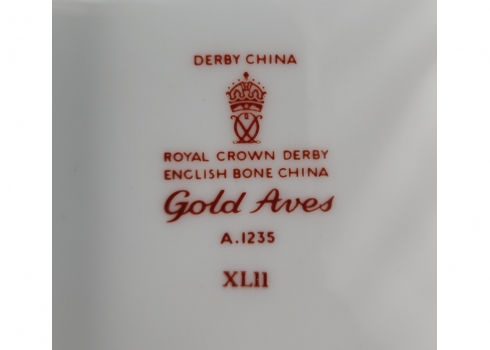 DERBY CHINA
ROYAL CROWN DERBY
ENGLISH BONE CHINA
Gold Aves
A.1235
XLII